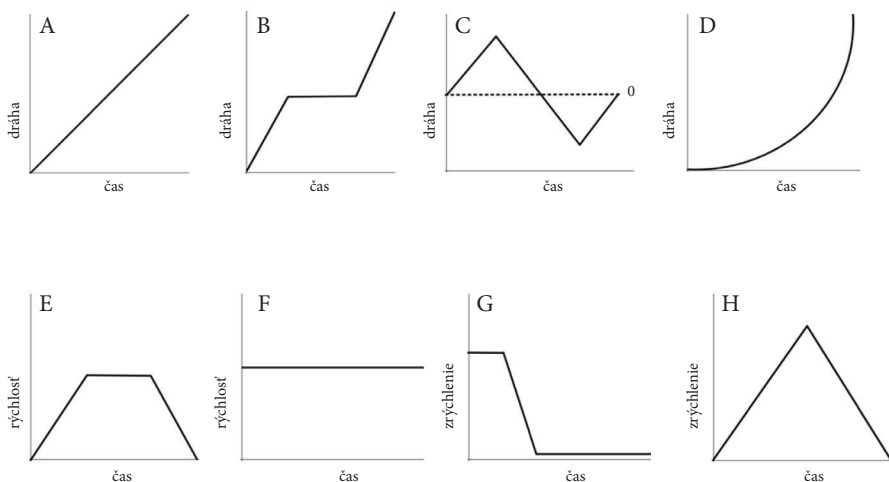 A
dráha
čas
B
dráha
čas
C
dráha
0
čas
D
dráha
čas
E
rýchlosť
čas
F
rýchlosť
čas
G
zrýchlenie
čas
H
zrýchlenie
čas